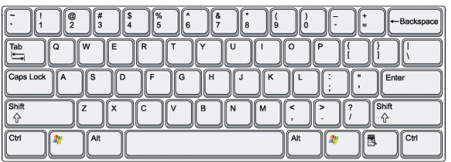 ~ ` ! 1 @ 2 # 3 $ 4 % 5 ^ 6 & 7 * 8 ( 9 ) 0 _ - + = ←Backspace
Tab Q W E R T Y U I O P { [ } ] | \
Caps Lock A S D F G H J K L : ; " ' Enter
Shift Z X C V B N M < , > . ? / Shift
Ctrl Alt Alt Ctrl